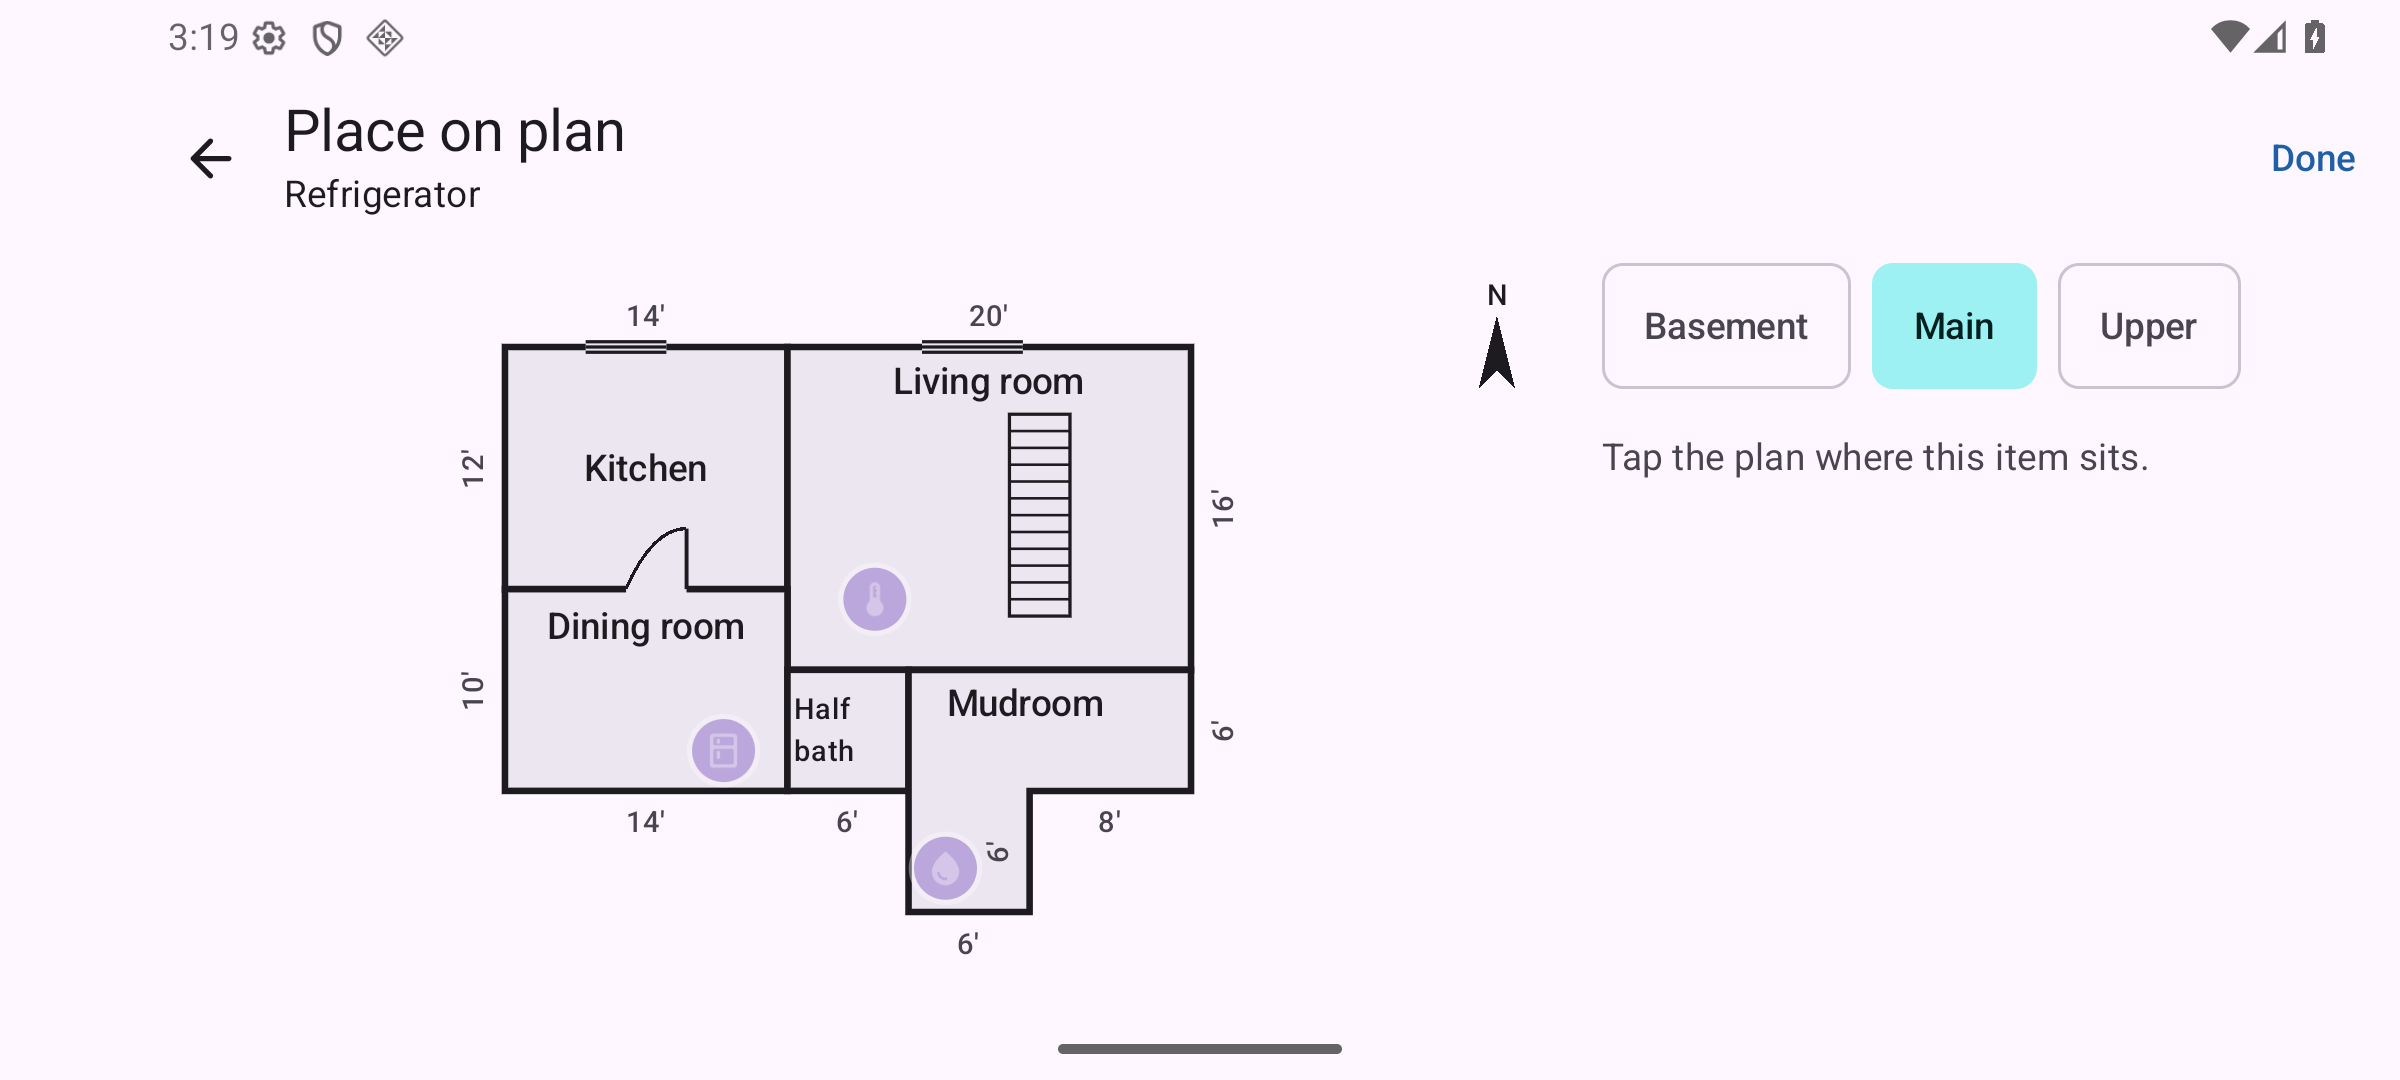 3:19
Place on plan
Refrigerator
Done
14'
20'
N
Basement
Main
Upper
Living room
Kitchen
12'
16'
Tap the plan where this item sits.
Dining room
10'
Half
bath
Mudroom
6'
14'
6'
8'
6'
6'